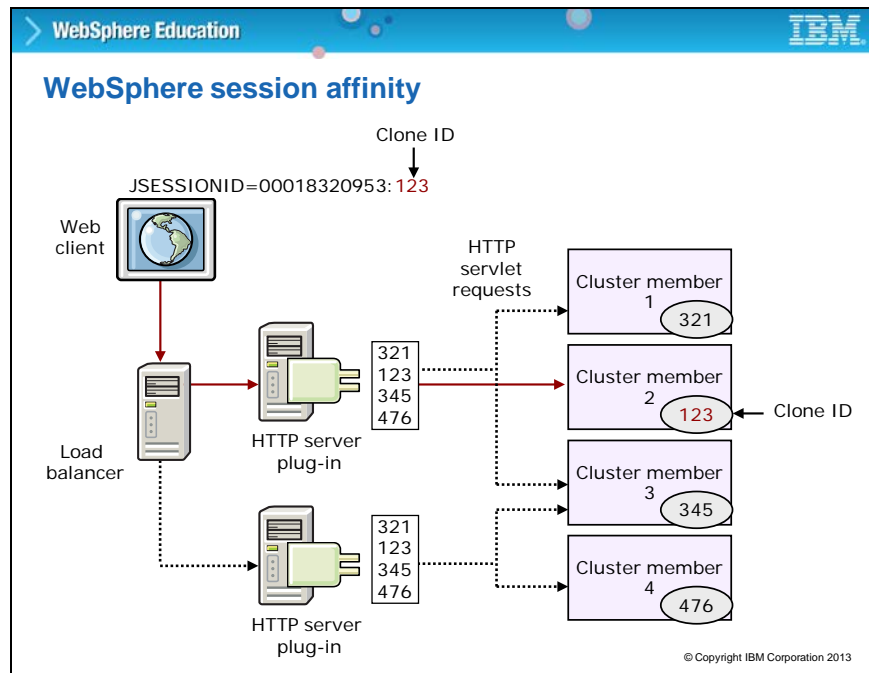 WebSphere Education
IBM
WebSphere session affinity
Clone ID
JSESSIONID=00018320953:123
Web
client
HTTP
servlet
requests
Cluster member
1
321
321
123
345
476
Cluster member
2
123
Clone ID
HTTP server
plug-in
Load
balancer
Cluster member
3
345
321
123
345
476
Cluster member
4
476
HTTP server
plug-in
© Copyright IBM Corporation 2013